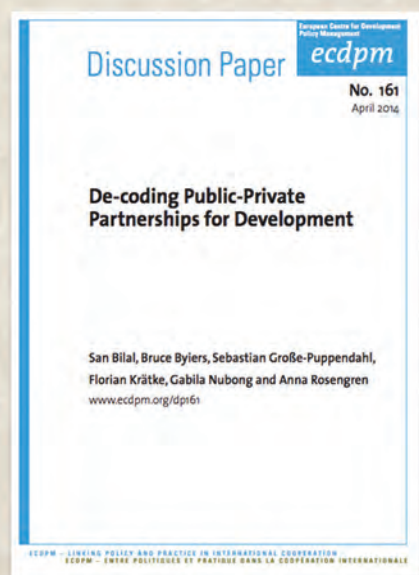 European Centre for Development
Policy Management
Discussion Paper
ecdpm
No. 161
April 2014
De-coding Public-Private
Partnerships for Development
San Bilal, Bruce Byiers, Sebastian Große-Puppendahl,
Florian Krätke, Gabila Nubong and Anna Rosengren
www.ecdpm.org/dp161
ECDPM – LINKING POLICY AND PRACTICE IN INTERNATIONAL COOPERATION
ECDPM – ENTRE POLITIQUES ET PRATIQUE DANS LA COOPÉRATION INTERNATIONALE